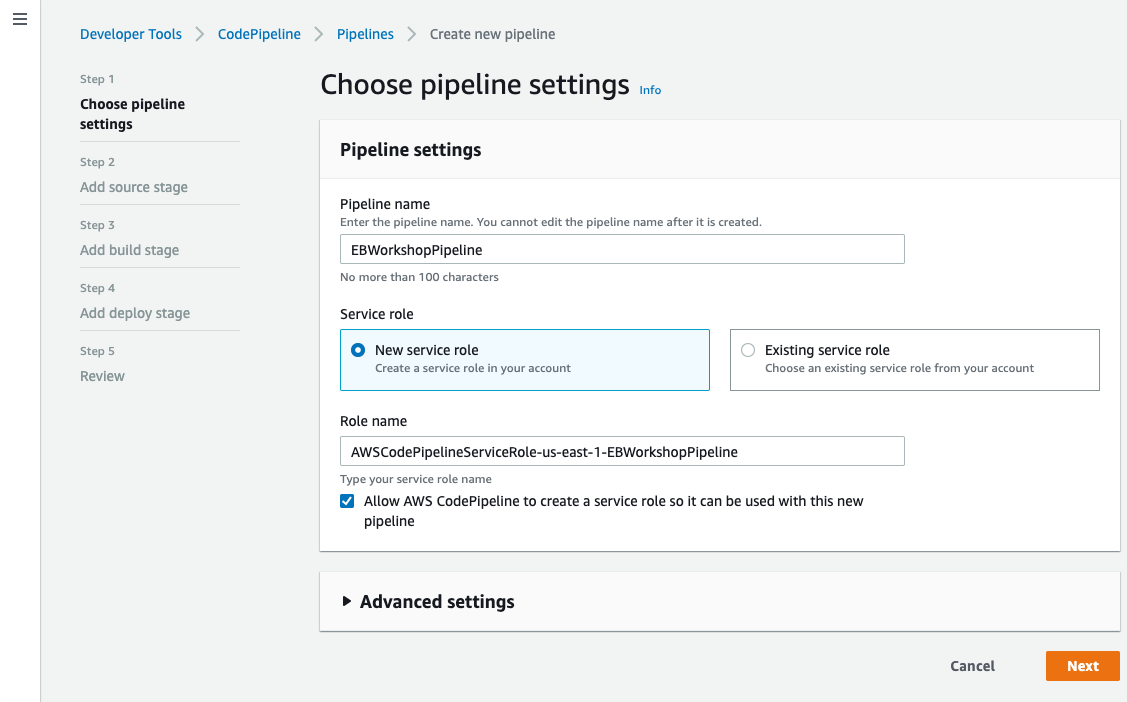 Developer Tools > CodePipeline > Pipelines > Create new pipeline
Step 1
Choose pipeline
settings
Step 2
Add source stage
Step 3
Add build stage
Step 4
Add deploy stage
Step 5
Review
Choose pipeline settings Info
Pipeline settings
Pipeline name
Enter the pipeline name. You cannot edit the pipeline name after it is created.
EBWorkshopPipeline
No more than 100 characters
Service role
New service role
Create a service role in your account
Existing service role
Choose an existing service role from your account
Role name
AWSCodePipelineServiceRole-us-east-1-EBWorkshopPipeline
Type your service role name
Allow AWS CodePipeline to create a service role so it can be used with this new
pipeline
Advanced settings
Cancel
Next